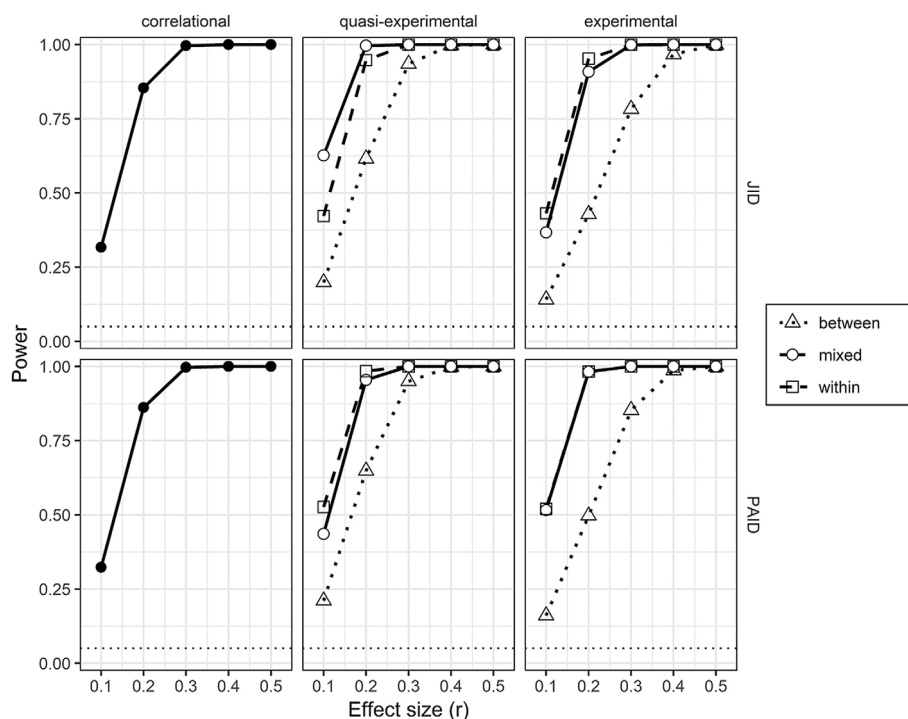 correlational quasi-experimental experimental
1.00
0.75
0.50
0.25
0.00
JID
Power
1.00
0.75
0.50
0.25
0.00
PAID
0.1 0.2 0.3 0.4 0.5 0.1 0.2 0.3 0.4 0.5 0.1 0.2 0.3 0.4 0.5
Effect size (r)
between
mixed
within